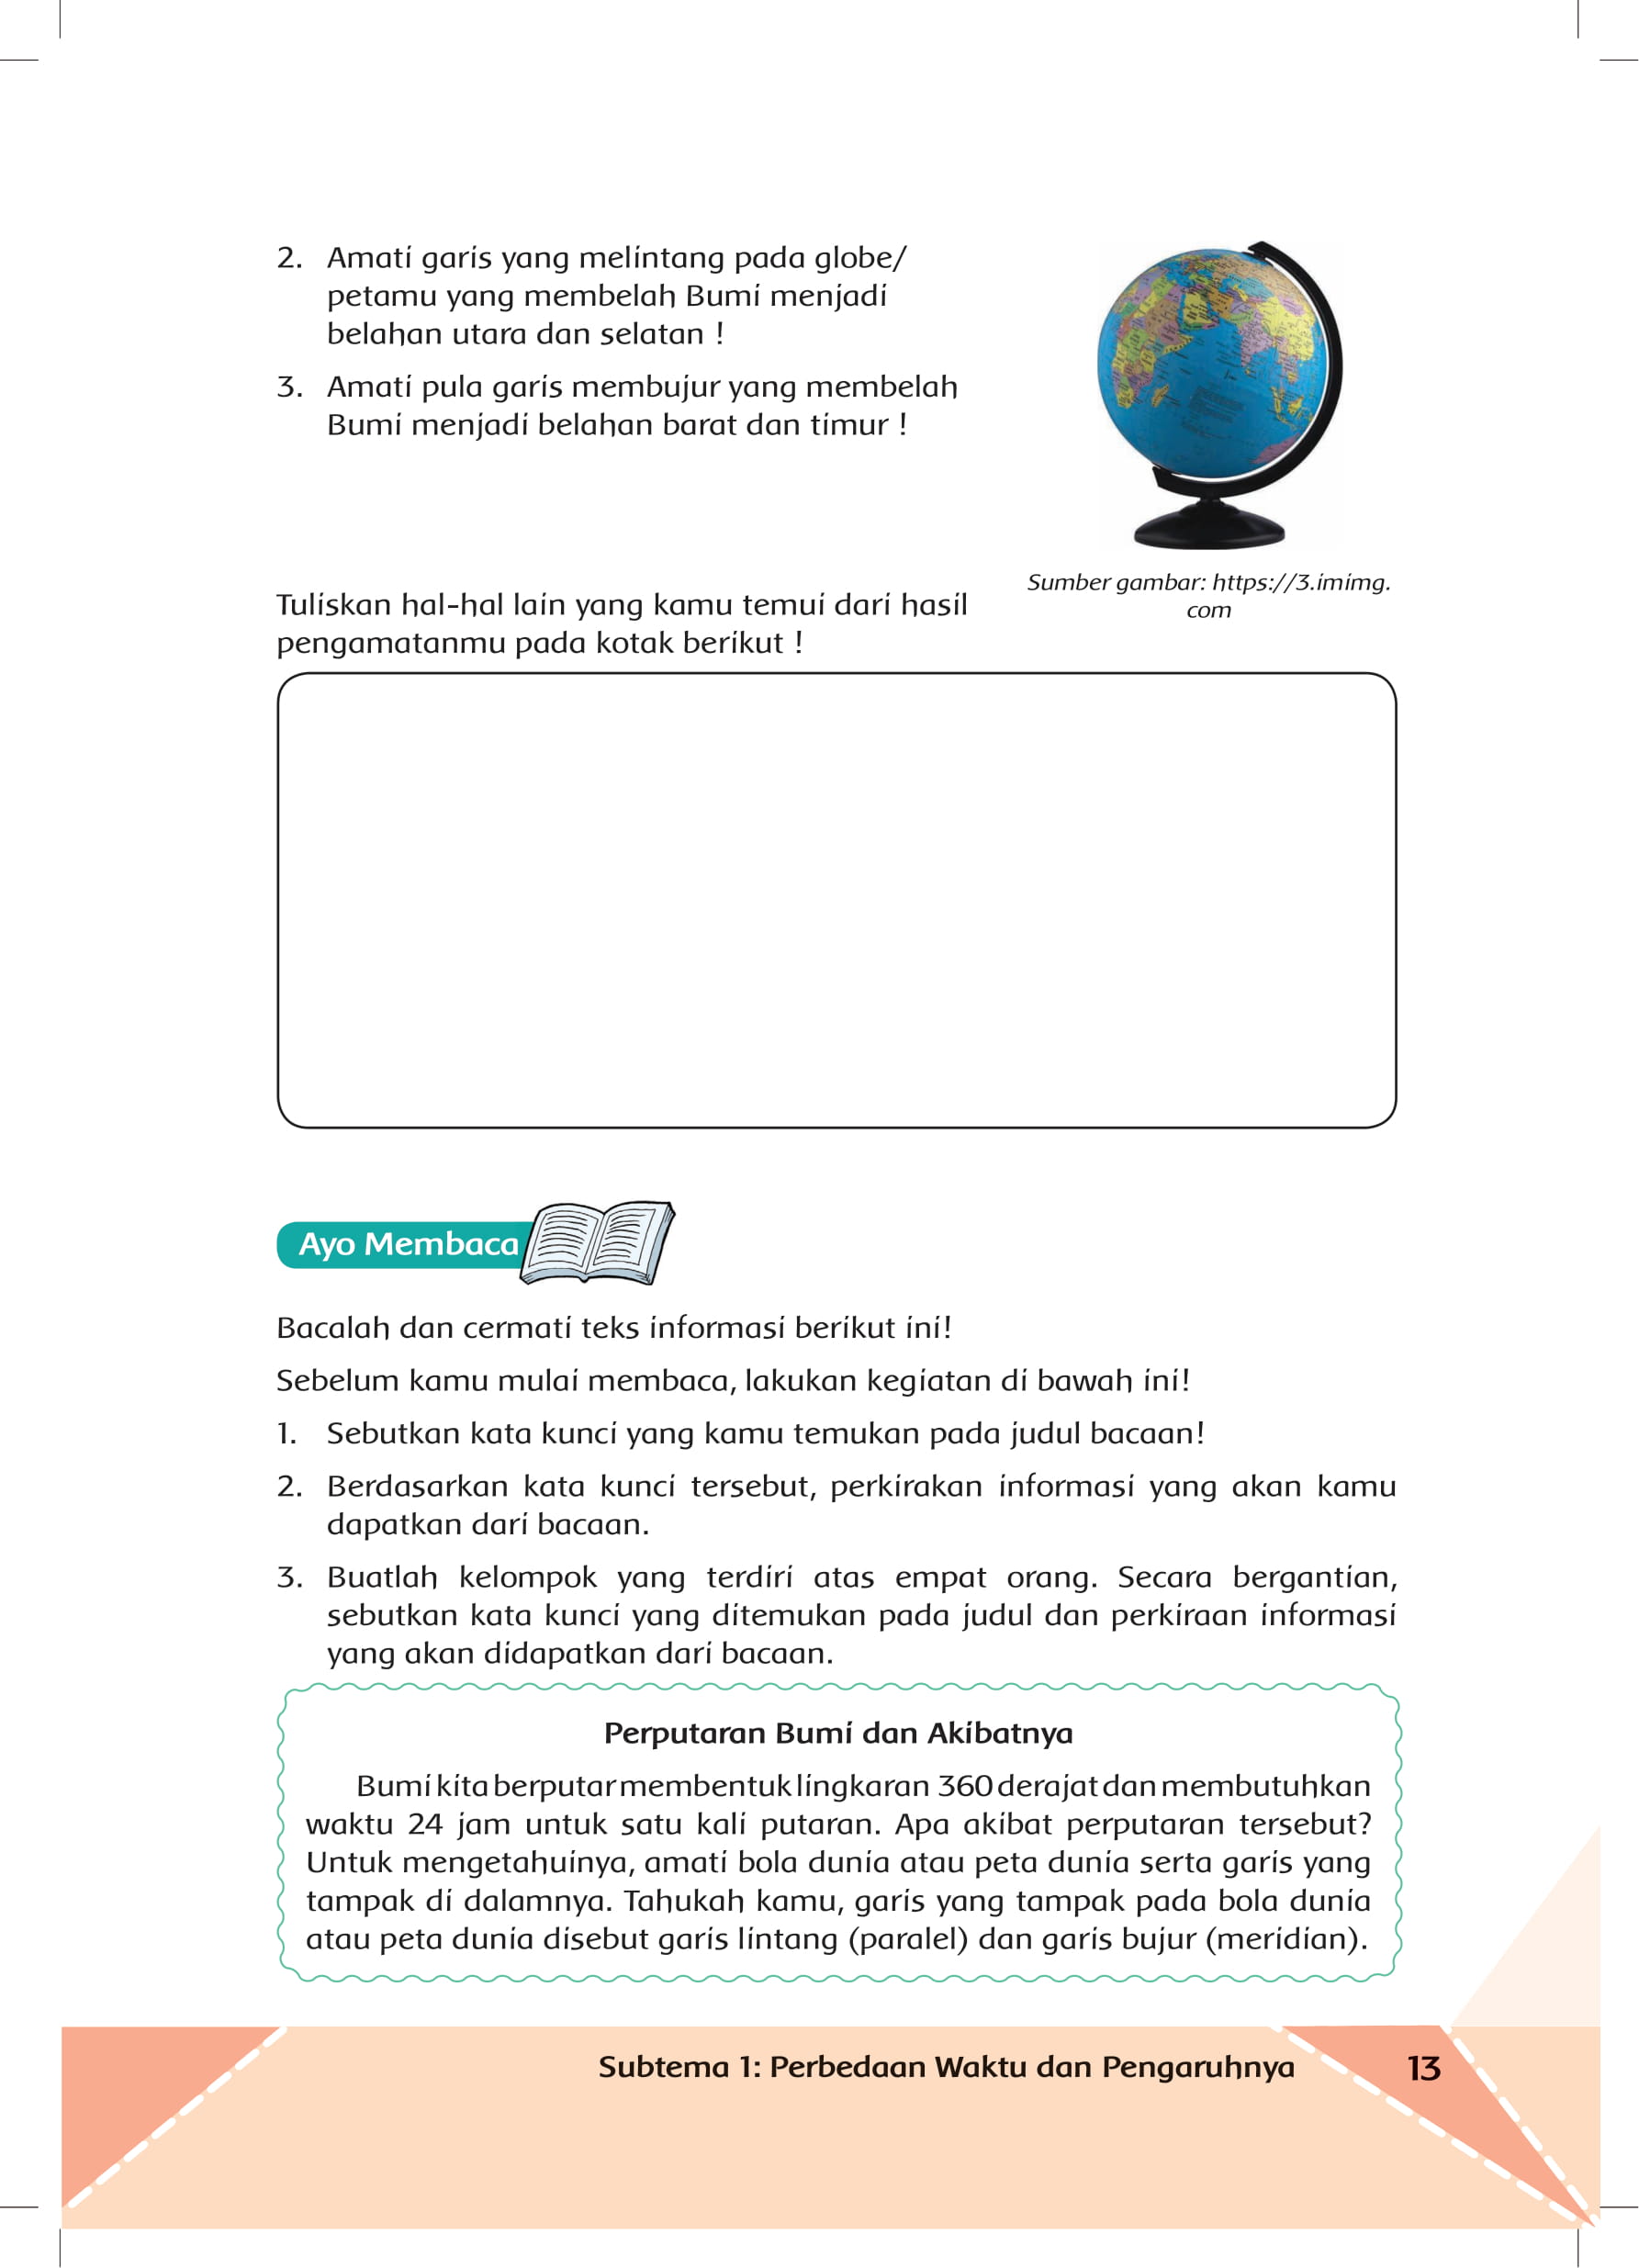 2. Amati garis yang melintang pada globe/
petamu yang membelah Bumi menjadi
belahan utara dan selatan !
3. Amati pula garis membujur yang membelah
Bumi menjadi belahan barat dan timur !
Sumber gambar: https://3.imimg.
com
Tuliskan hal-hal lain yang kamu temui dari hasil
pengamatanmu pada kotak berikut !
Ayo Membaca
Bacalah dan cermati teks informasi berikut ini!
Sebelum kamu mulai membaca, lakukan kegiatan di bawah ini!
1. Sebutkan kata kunci yang kamu temukan pada judul bacaan!
2. Berdasarkan kata kunci tersebut, perkirakan informasi yang akan kamu
dapatkan dari bacaan.
3. Buatlah kelompok yang terdiri atas empat orang. Secara bergantian,
sebutkan kata kunci yang ditemukan pada judul dan perkiraan informasi
yang akan didapatkan dari bacaan.
Perputaran Bumi dan Akibatnya
Bumi kita berputar membentuk lingkaran 360 derajat dan membutuhkan
waktu 24 jam untuk satu kali putaran. Apa akibat perputaran tersebut?
Untuk mengetahuinya, amati bola dunia atau peta dunia serta garis yang
tampak di dalamnya. Tahukah kamu, garis yang tampak pada bola dunia
atau peta dunia disebut garis lintang (paralel) dan garis bujur (meridian).
Subtema 1: Perbedaan Waktu dan Pengaruhnya
13